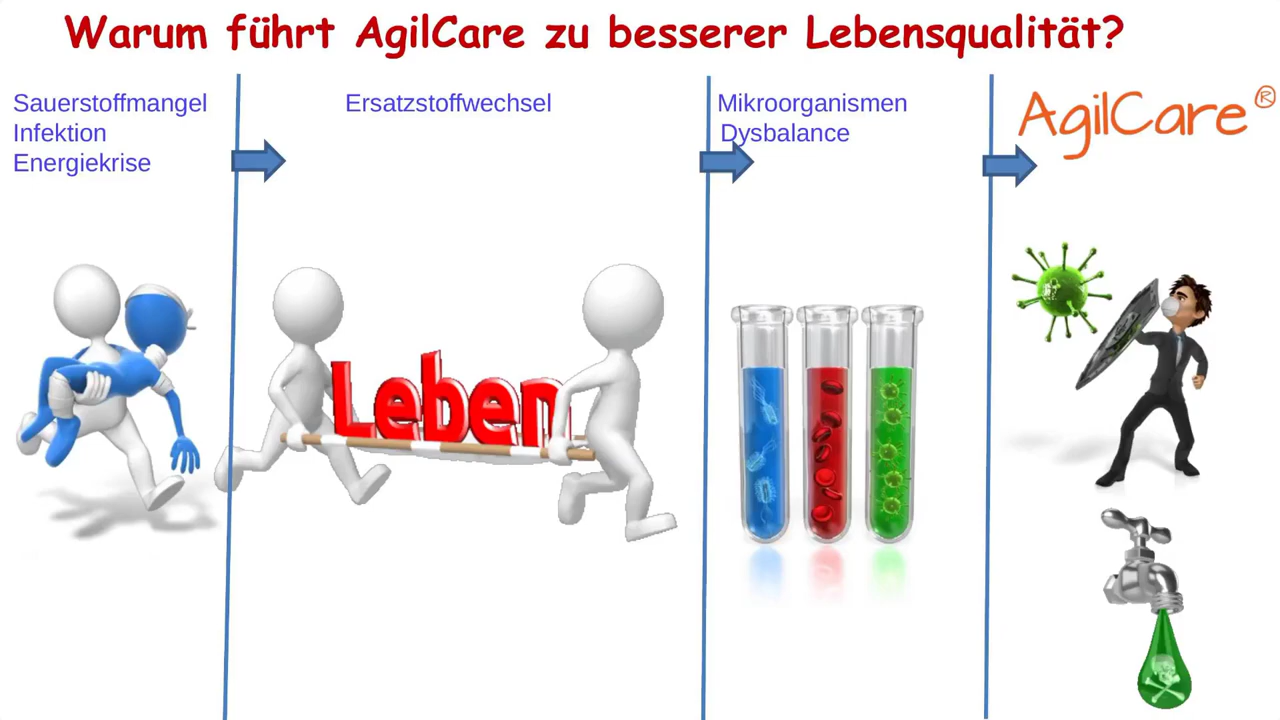 Warum führt AgilCare zu besserer Lebensqualität?
Sauerstoffmangel
Infektion
Energiekrise
Ersatzstoffwechsel
Mikroorganismen
Dysbalance
AgilCare®
Leben